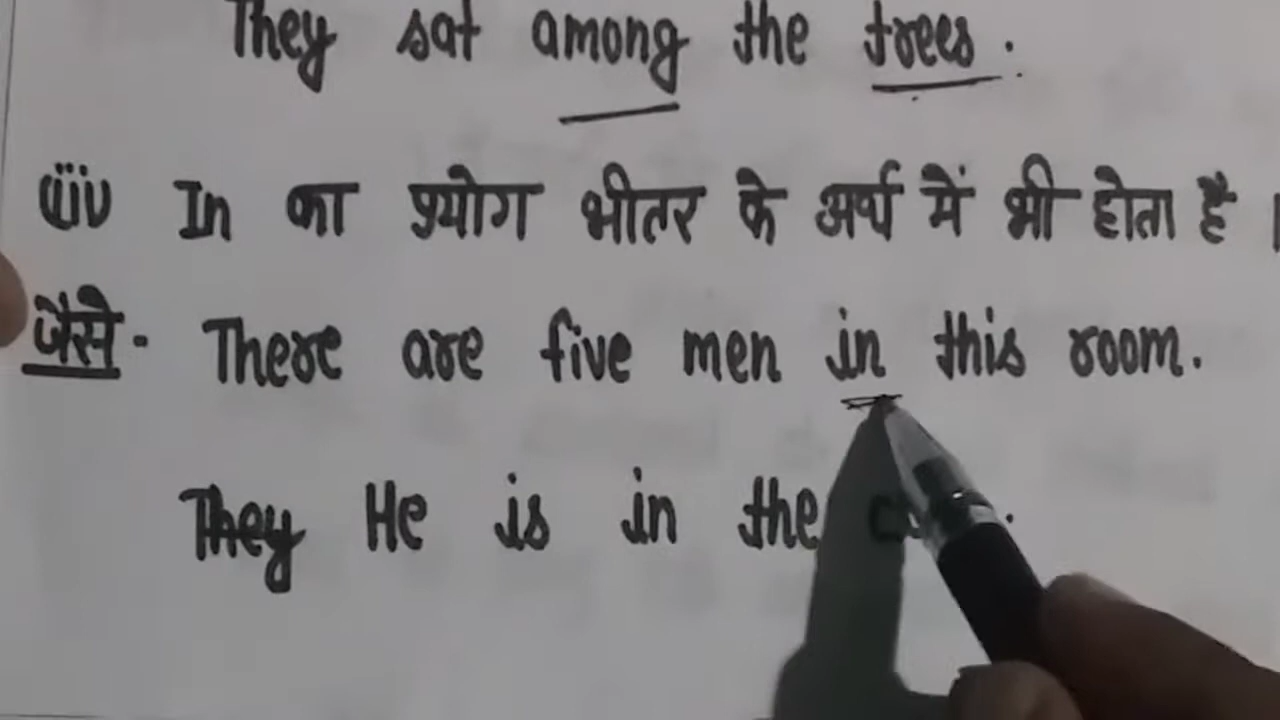 They sat among the trees.
(iii) In का प्रयोग भीतर के अर्थ में भी होता है ।
जैसे - There are five men in this room.
They He is in the